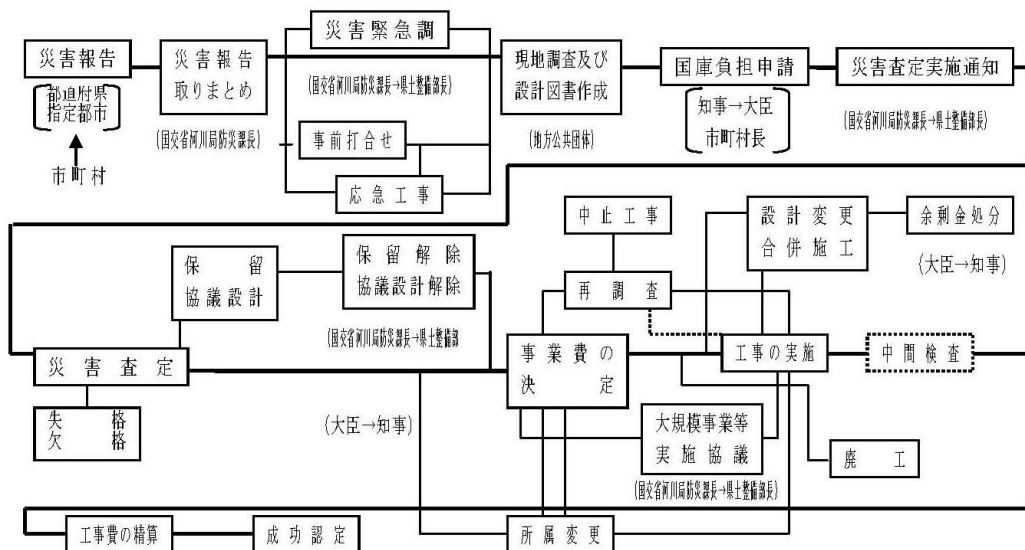 災害報告
都道府県
指定都市
市町村
災害報告
取りまとめ
(国交省河川局防災課長)
災害緊急調
(国交省河川局防災課長→県土整備部長)
事前打合せ
応急工事
現地調査及び
設計図書作成
(地方公共団体)
国庫負担申請
知事→大臣
市町村長
災害査定実施通知
(国交省河川局防災課長→県土整備部長)
保留
協議設計
保留解除
協議設計解除
(国交省河川局防災課長→県土整備部
中止工事
再調査
設計変更
合併施工
余剰金処分
(大臣→知事)
災害査定
失格
欠格
(大臣→知事)
事業費の
決定
工事の実施
中間検査
大規模事業等
実施協議
(国交省河川局防災課長→県土整備部長)
廃工
工事費の精算
成功認定
所属変更